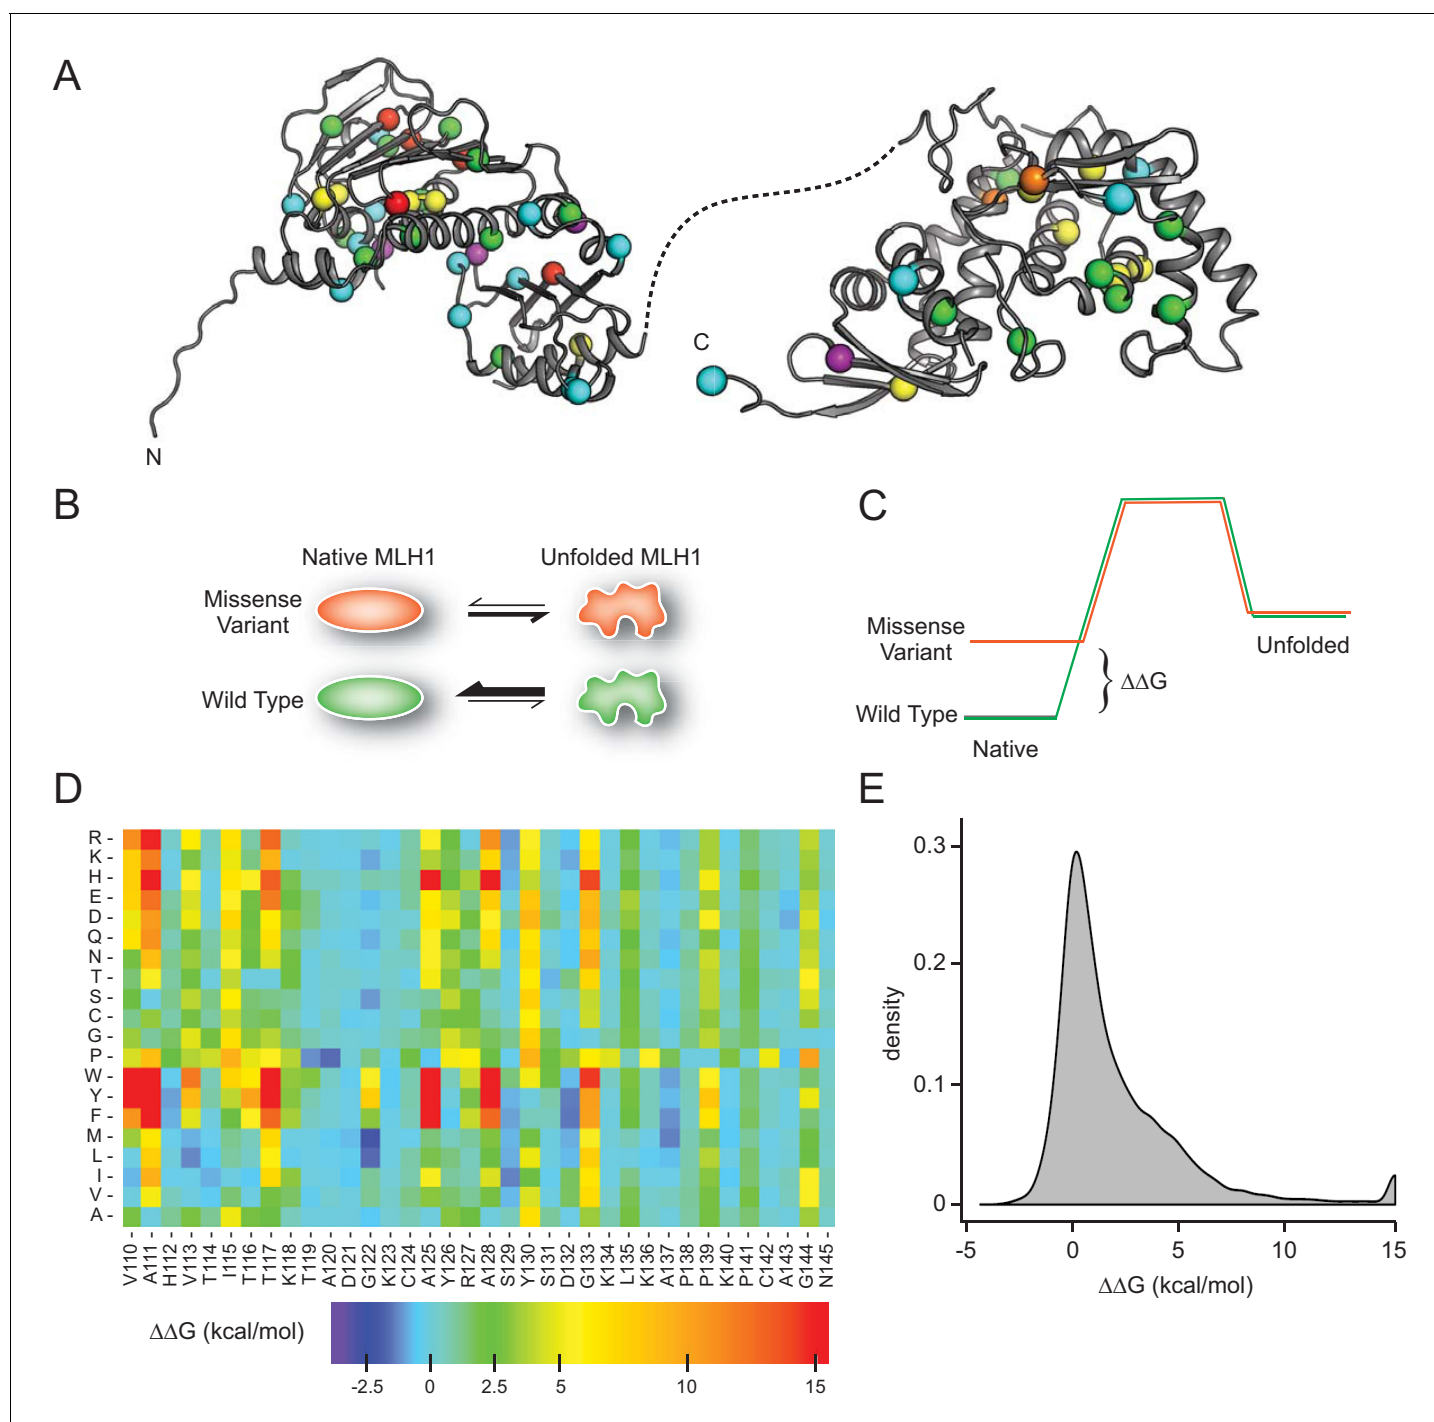 A
N
C
B
Native MLH1
Unfolded MLH1
Missense
Variant
Wild Type
C
Missense
Variant
ΔΔG
Wild Type
Native
Unfolded
D
R -
K -
H -
E -
D -
Q -
N -
T -
S -
C -
G -
P -
W -
Y -
F -
M -
L -
I -
V -
A -
V110 -
A111 -
H112 -
V113 -
T114 -
I115 -
T116 -
T117 -
K118 -
T119 -
A120 -
D121 -
G122 -
K123 -
C124 -
A125 -
Y126 -
R127 -
A128 -
S129 -
Y130 -
S131 -
D132 -
G133 -
K134 -
L135 -
K136 -
A137 -
P138 -
P139 -
K140 -
P141 -
C142 -
A143 -
G144 -
N145 -
ΔΔG (kcal/mol)
-2.5 0 2.5 5 10 15
E
density
0.3
0.2
0.1
0
-5 0 5 10 15
ΔΔG (kcal/mol)